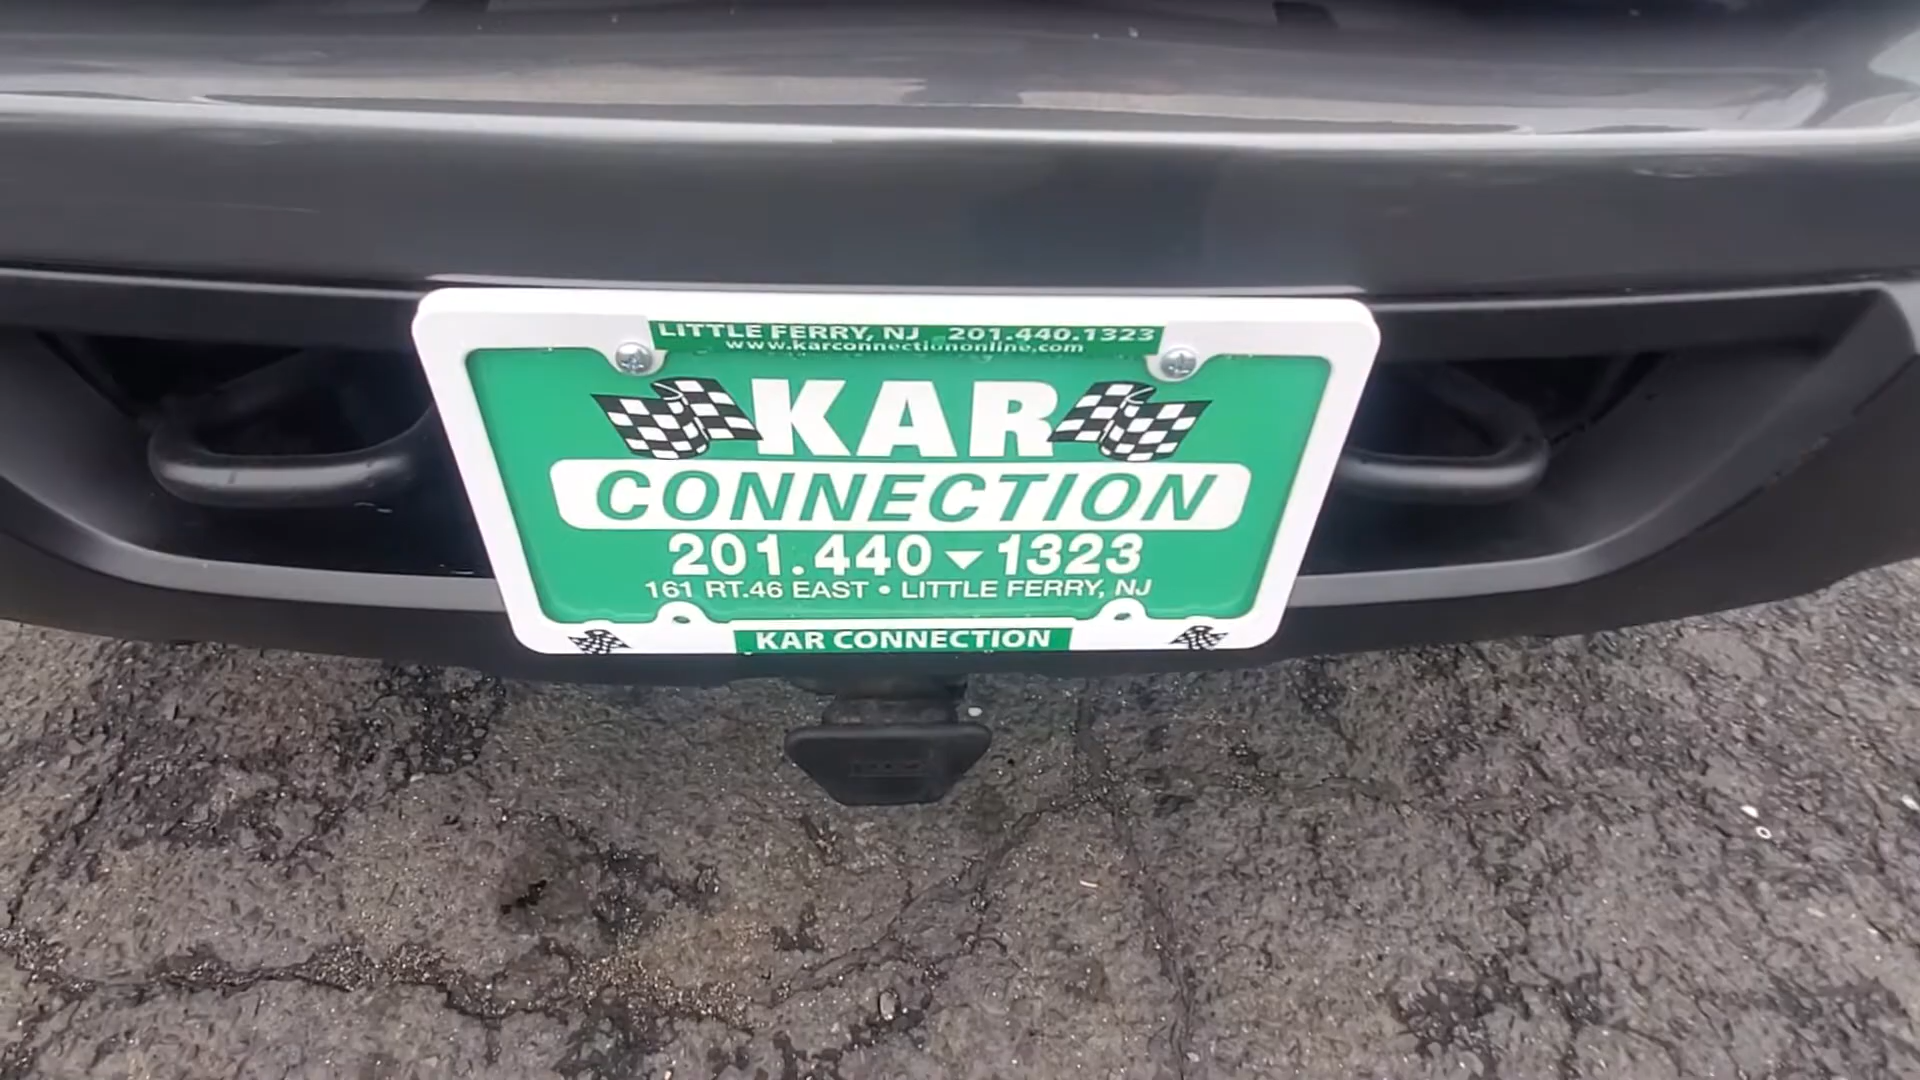 LITTLE FERRY, NJ 201.440.1323
www.karconnectiononline.com
KAR
CONNECTION
201.440▼1323
161 RT.46 EAST • LITTLE FERRY, NJ
KAR CONNECTION